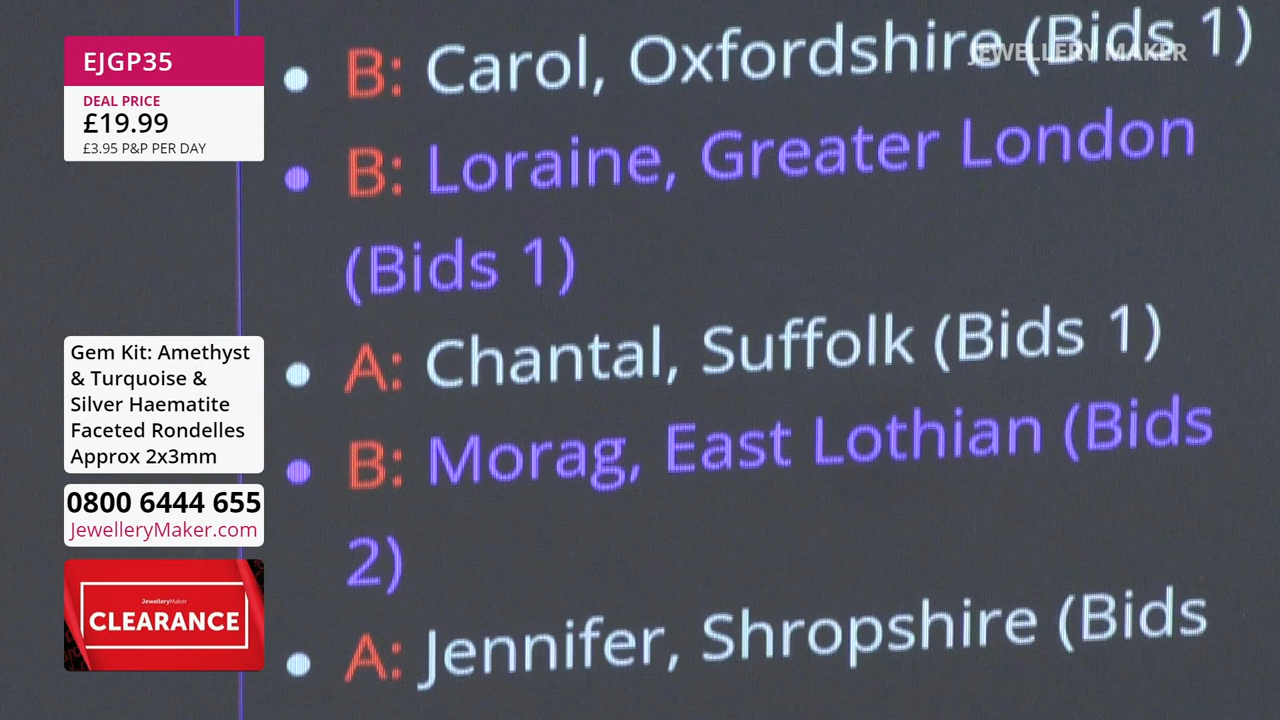 EJGP35
DEAL PRICE
£19.99
£3.95 P&P PER DAY
Gem Kit: Amethyst
& Turquoise &
Silver Haematite
Faceted Rondelles
Approx 2x3mm
0800 6444 655
JewelleryMaker.com
JewelleryMaker
CLEARANCE
JEWELLERY MAKER
B: Carol, Oxfordshire (Bids 1)
B: Loraine, Greater London
(Bids 1)
A: Chantal, Suffolk (Bids 1)
B: Morag, East Lothian (Bids
2)
A: Jennifer, Shropshire (Bids